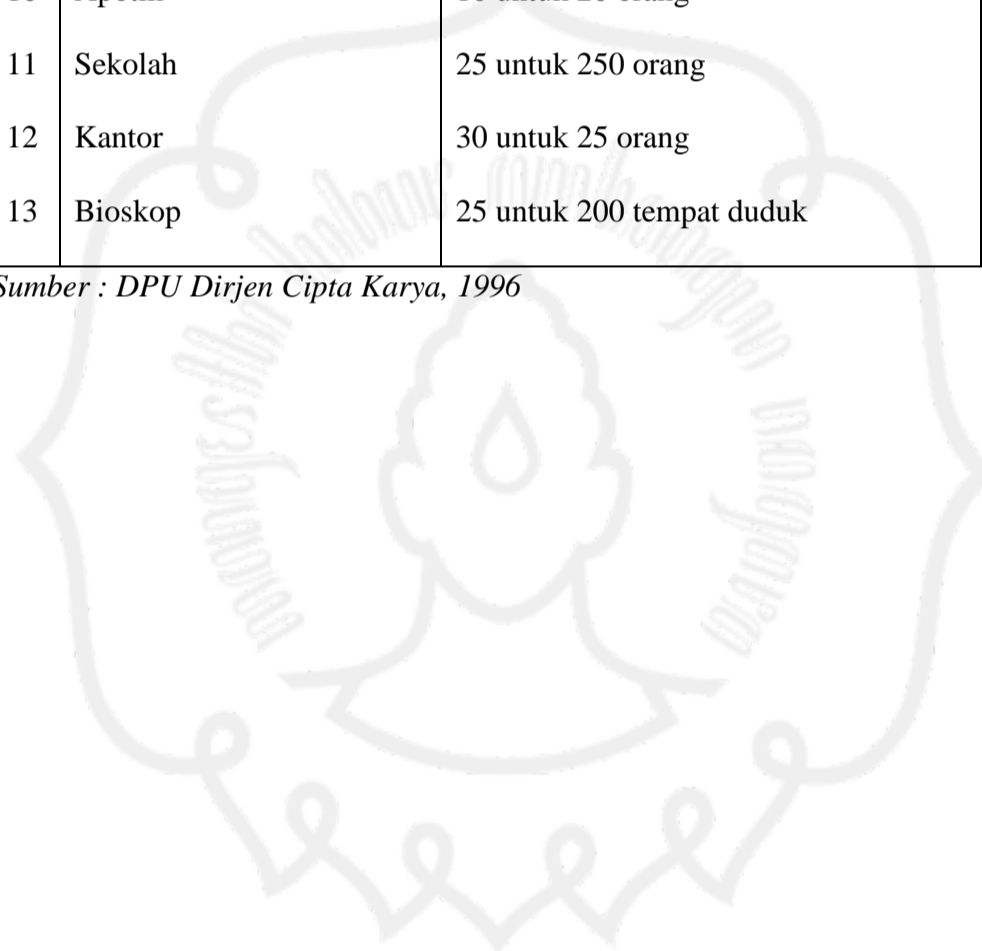 11 Sekolah 25 untuk 250 orang
12 Kantor 30 untuk 25 orang
13 Bioskop 25 untuk 200 tempat duduk
Sumber : DPU Dirjen Cipta Karya, 1996